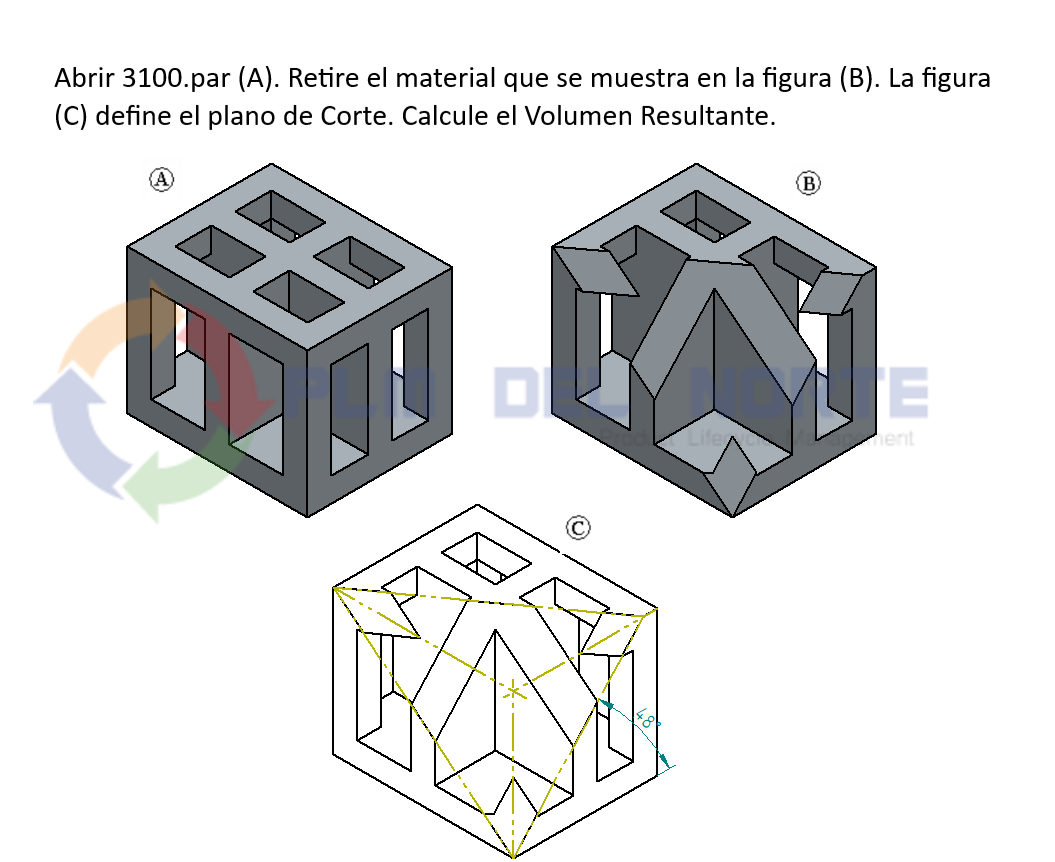 Abrir 3100.par (A). Retire el material que se muestra en la figura (B). La figura
(C) define el plano de Corte. Calcule el Volumen Resultante.
A
B
PLM DEL NORTE
Product Lifecycle Management
C
48°